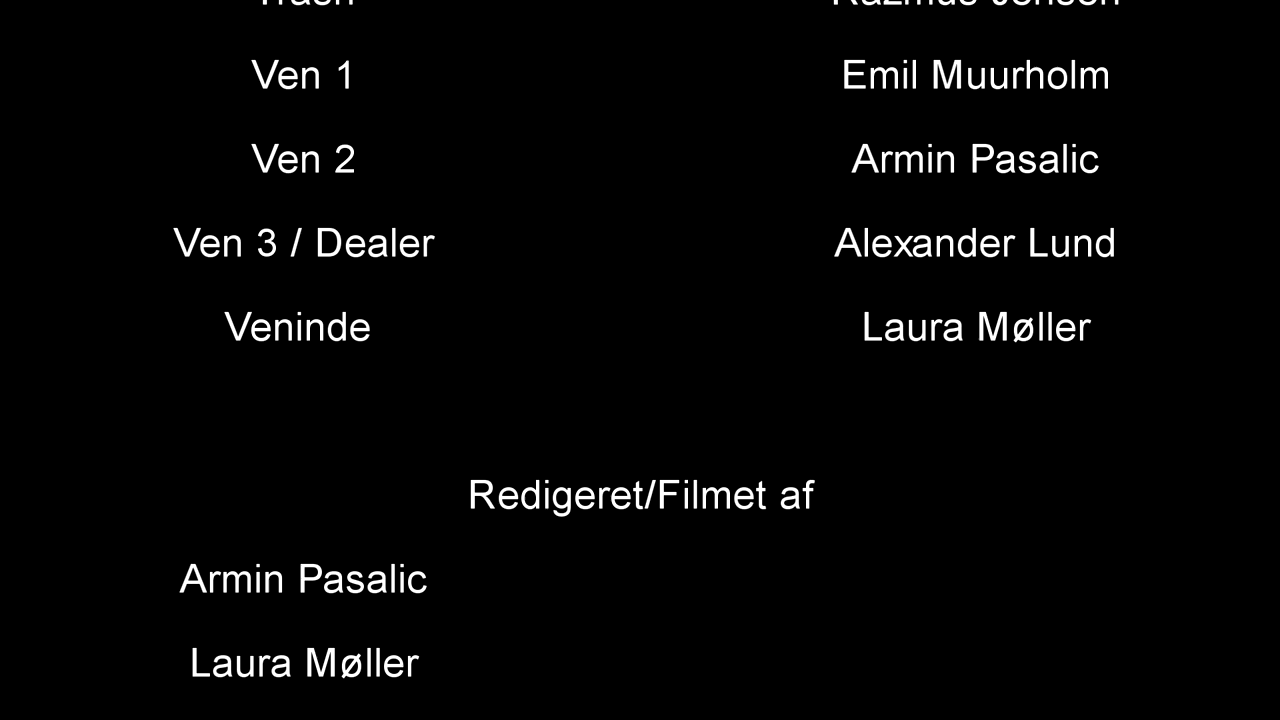 Ven 1 Emil Muurholm
Ven 2 Armin Pasalic
Ven 3 / Dealer Alexander Lund
Veninde Laura Møller
Redigeret/Filmet af
Armin Pasalic
Laura Møller